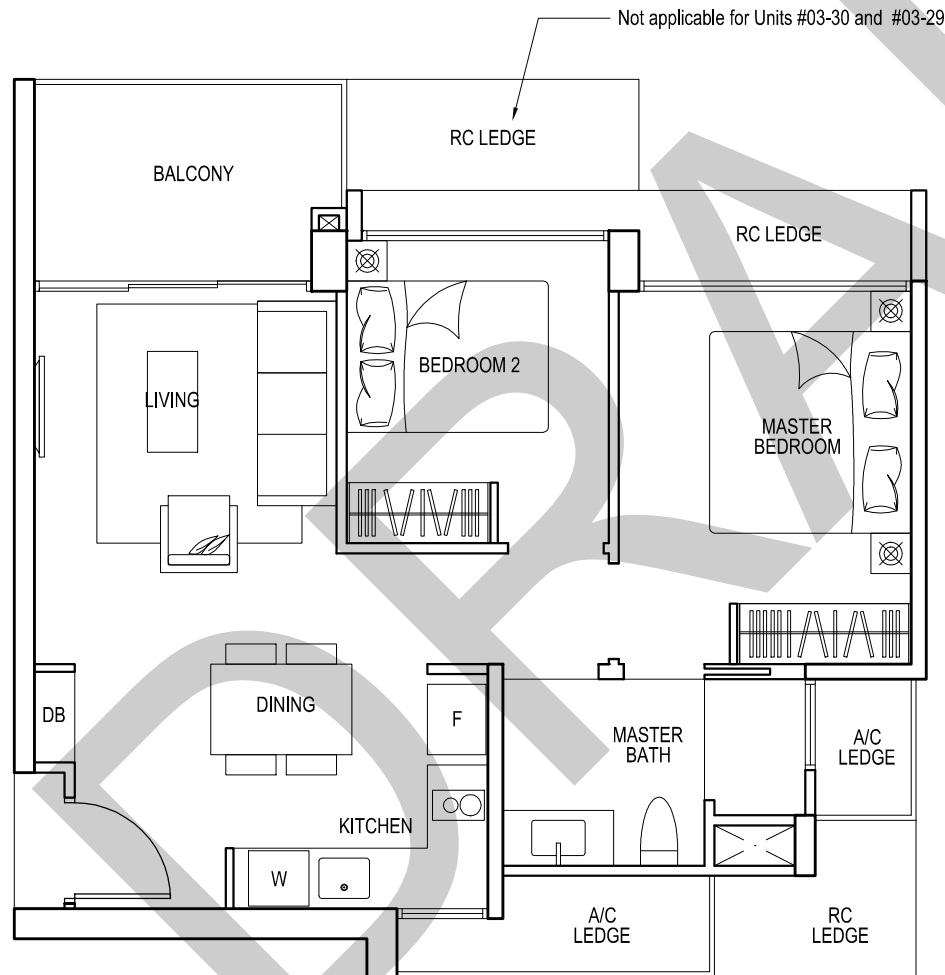 Not applicable for Units #03-30 and #03-29
RC LEDGE
BALCONY
RC LEDGE
BEDROOM 2
LIVING
MASTER
BEDROOM
DINING
DB
F
MASTER
BATH
A/C
LEDGE
KITCHEN
W
A/C
LEDGE
RC
LEDGE
DRA